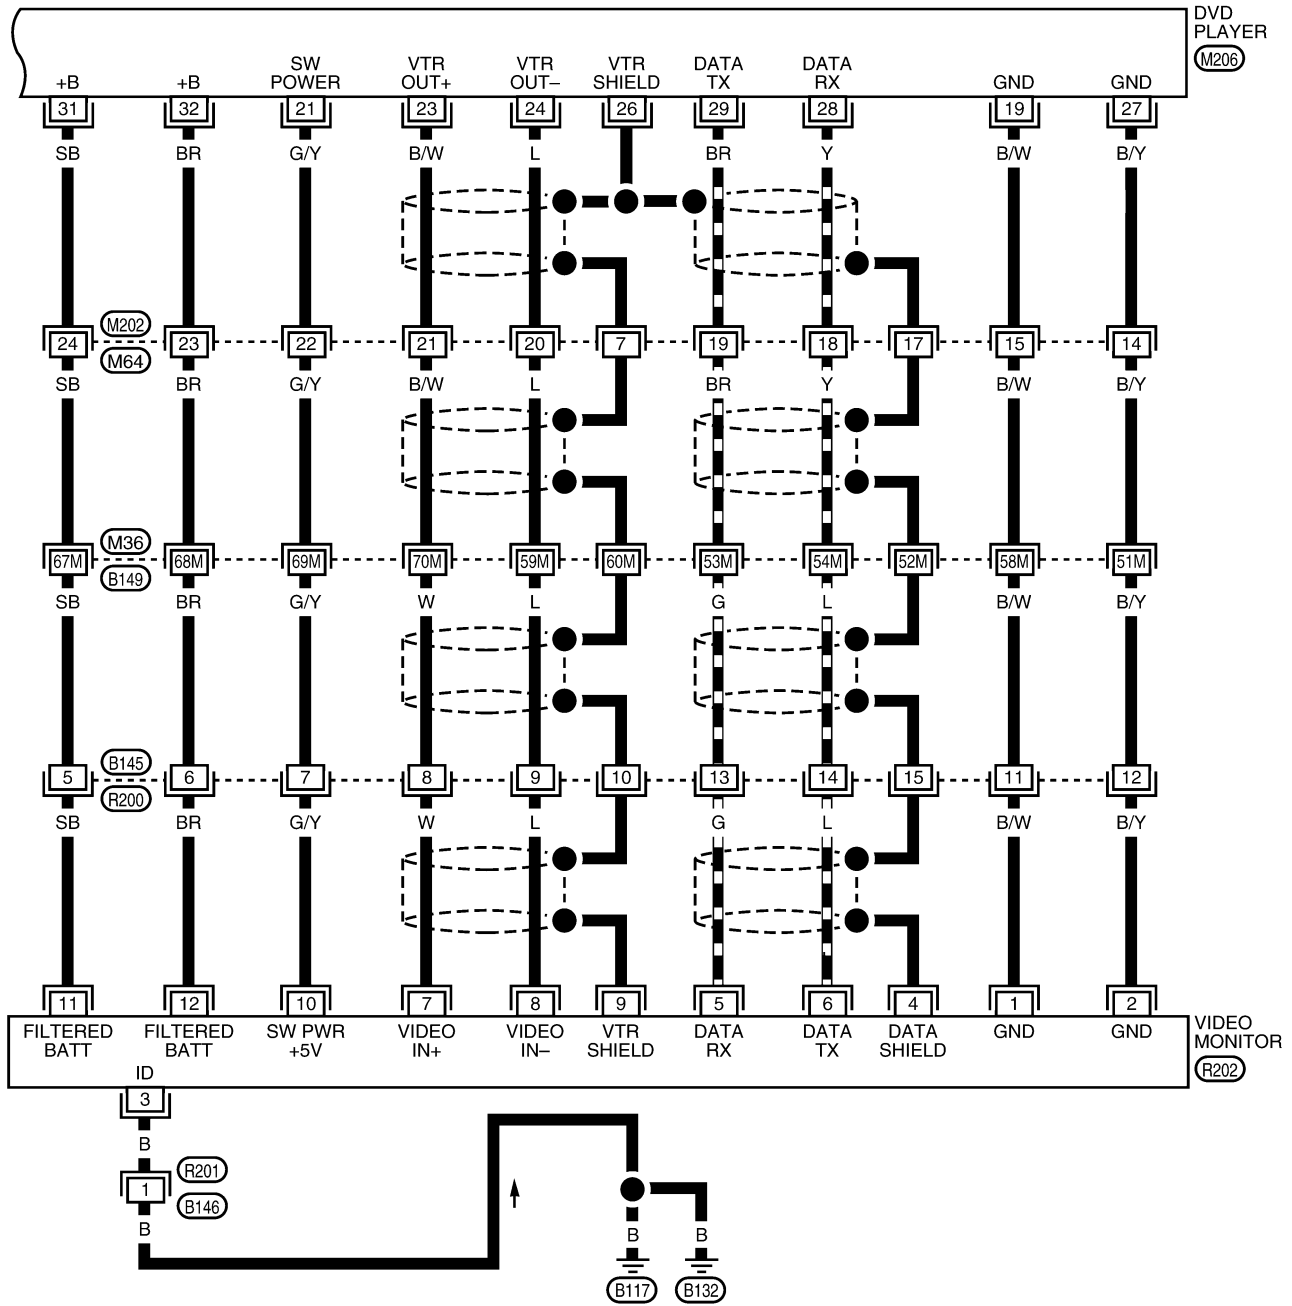 DVD
PLAYER
M206
+B +B SW POWER VTR OUT+ VTR OUT– VTR SHIELD DATA TX DATA RX GND GND
31 32 21 23 24 26 29 28 19 27
SB BR G/Y B/W L BR Y B/W B/Y
M202
24 23 22 21 20 7 19 18 17 15 14
M64
SB BR G/Y B/W L BR Y B/W B/Y
M36
67M 68M 69M 70M 59M 60M 53M 54M 52M 58M 51M
B149
SB BR G/Y W L G L B/W B/Y
B145
5 6 7 8 9 10 13 14 15 11 12
R200
SB BR G/Y W L G L B/W B/Y
11 12 10 7 8 9 5 6 4 1 2
FILTERED BATT FILTERED BATT SW PWR +5V VIDEO IN+ VIDEO IN– VTR SHIELD DATA RX DATA TX DATA SHIELD GND GND
VIDEO
MONITOR
R202
ID
3
B
R201
1
B146
B
B B
B117 B132